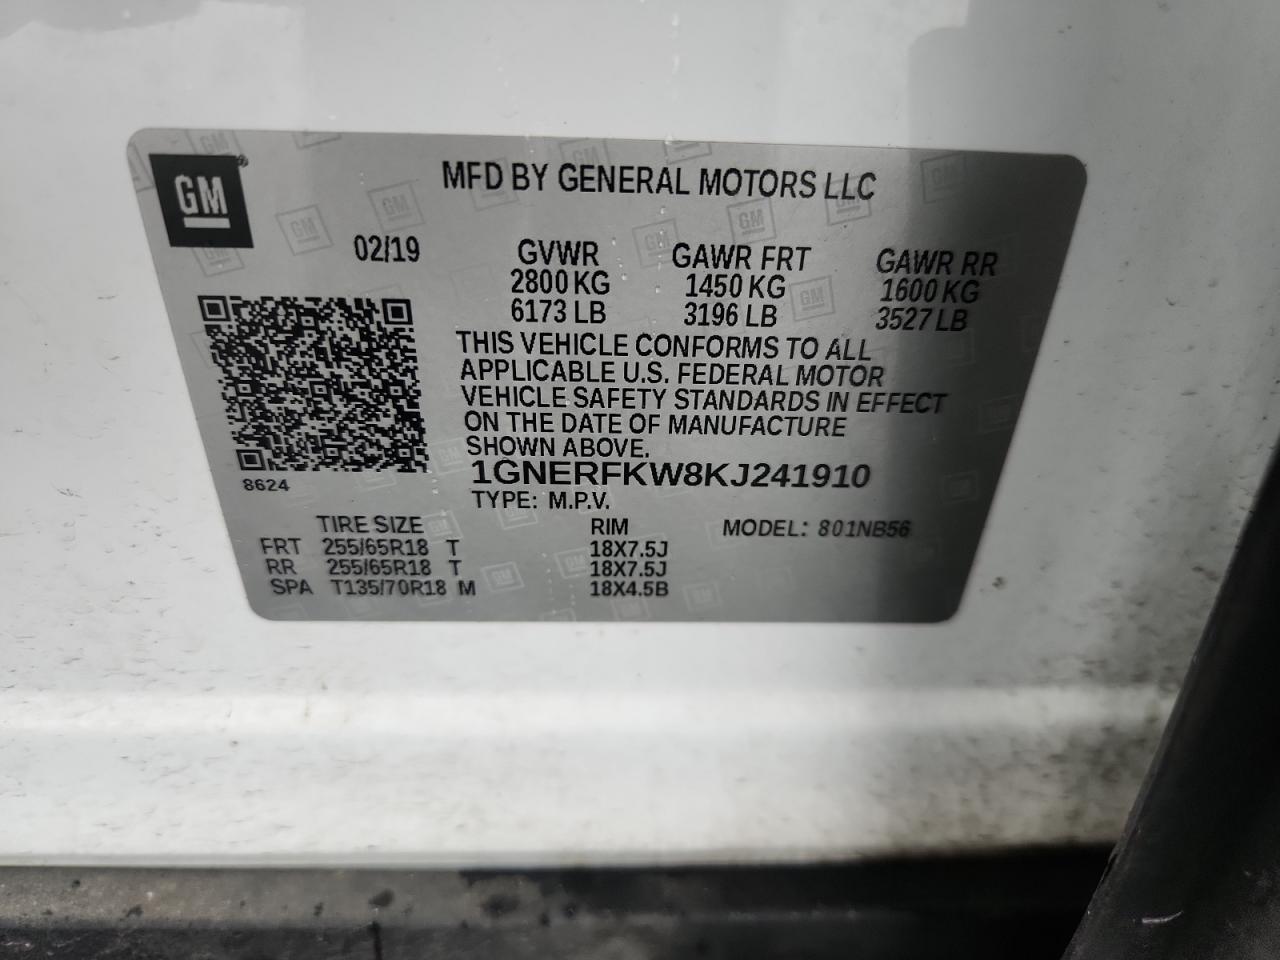 GM
MFD BY GENERAL MOTORS LLC
02/19 GVWR GAWR FRT GAWR RR
2800 KG 1450 KG 1600 KG
6173 LB 3196 LB 3527 LB
THIS VEHICLE CONFORMS TO ALL
APPLICABLE U.S. FEDERAL MOTOR
VEHICLE SAFETY STANDARDS IN EFFECT
ON THE DATE OF MANUFACTURE
SHOWN ABOVE.
1GNERFKW8KJ241910
8624
TYPE: M.P.V.
TIRE SIZE RIM MODEL: 801NB56
FRT 255/65R18 T 18X7.5J
RR 255/65R18 T 18X7.5J
SPA T135/70R18 M 18X4.5B